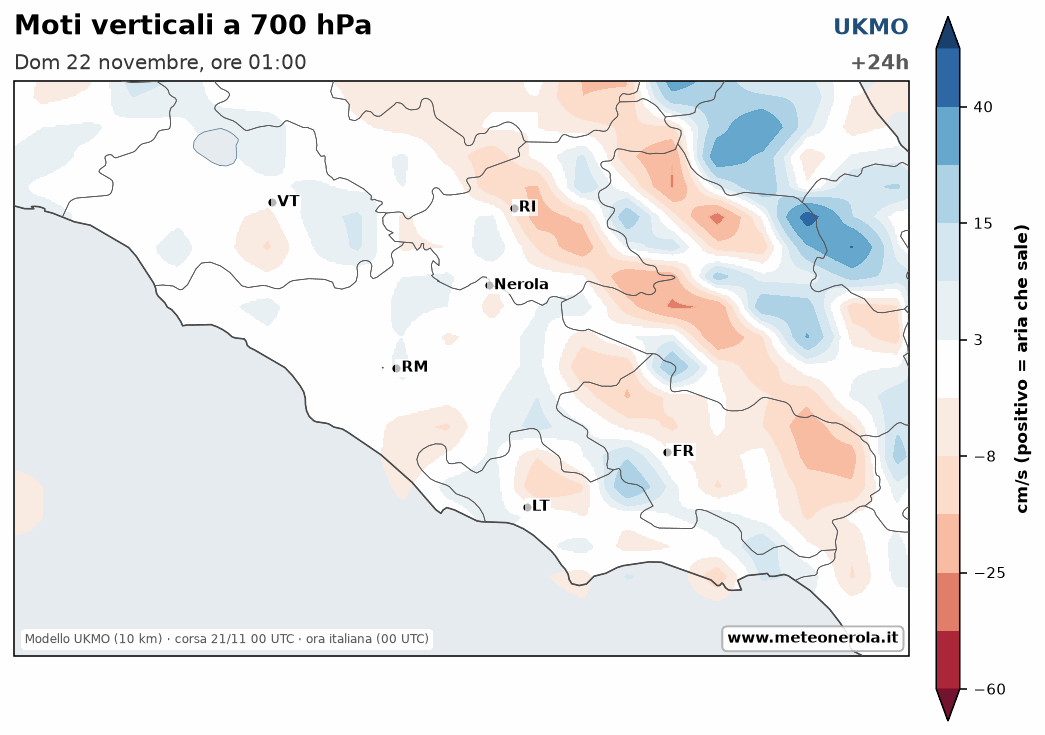 Moti verticali a 700 hPa
UKMO
Dom 22 novembre, ore 01:00
+24h
VT
RI
Nerola
RM
FR
LT
40
15
3
−8
−25
−60
cm/s (positivo = aria che sale)
Modello UKMO (10 km) · corsa 21/11 00 UTC · ora italiana (00 UTC)
www.meteonerola.it